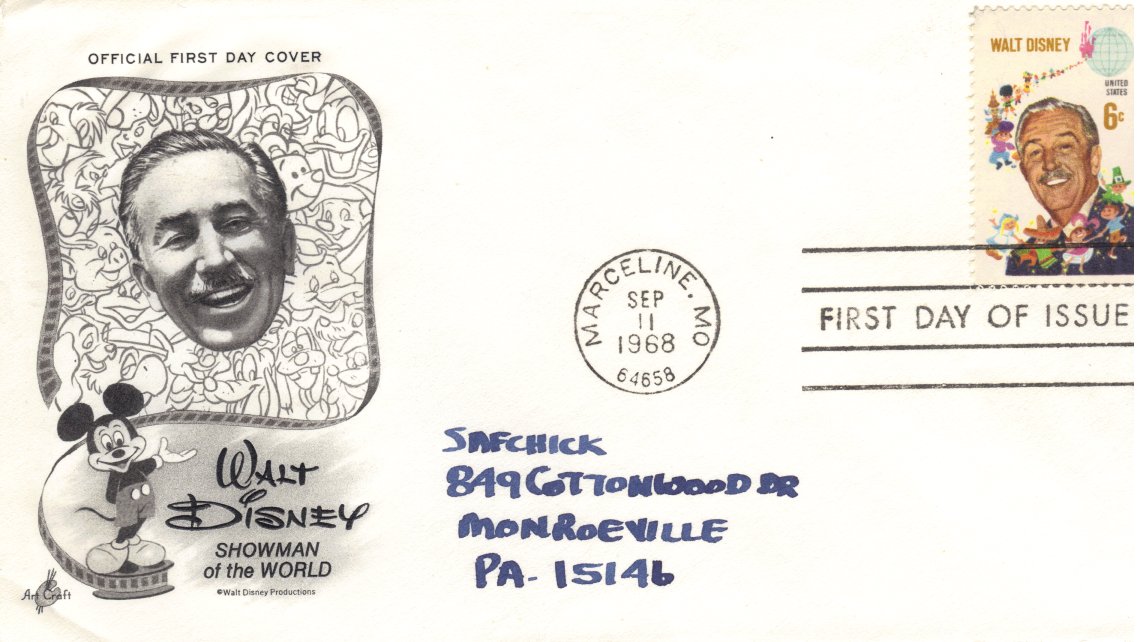 OFFICIAL FIRST DAY COVER
WALT
DISNEY
SHOWMAN
of the WORLD
©Walt Disney Productions
Art Craft
WALT DISNEY
UNITED
STATES
6c
MARCELINE, MO
SEP
11
1968
64658
FIRST DAY OF ISSUE
SAFCHICK
849 COTTONWOOD DR
MONROEVILLE
PA- 15146